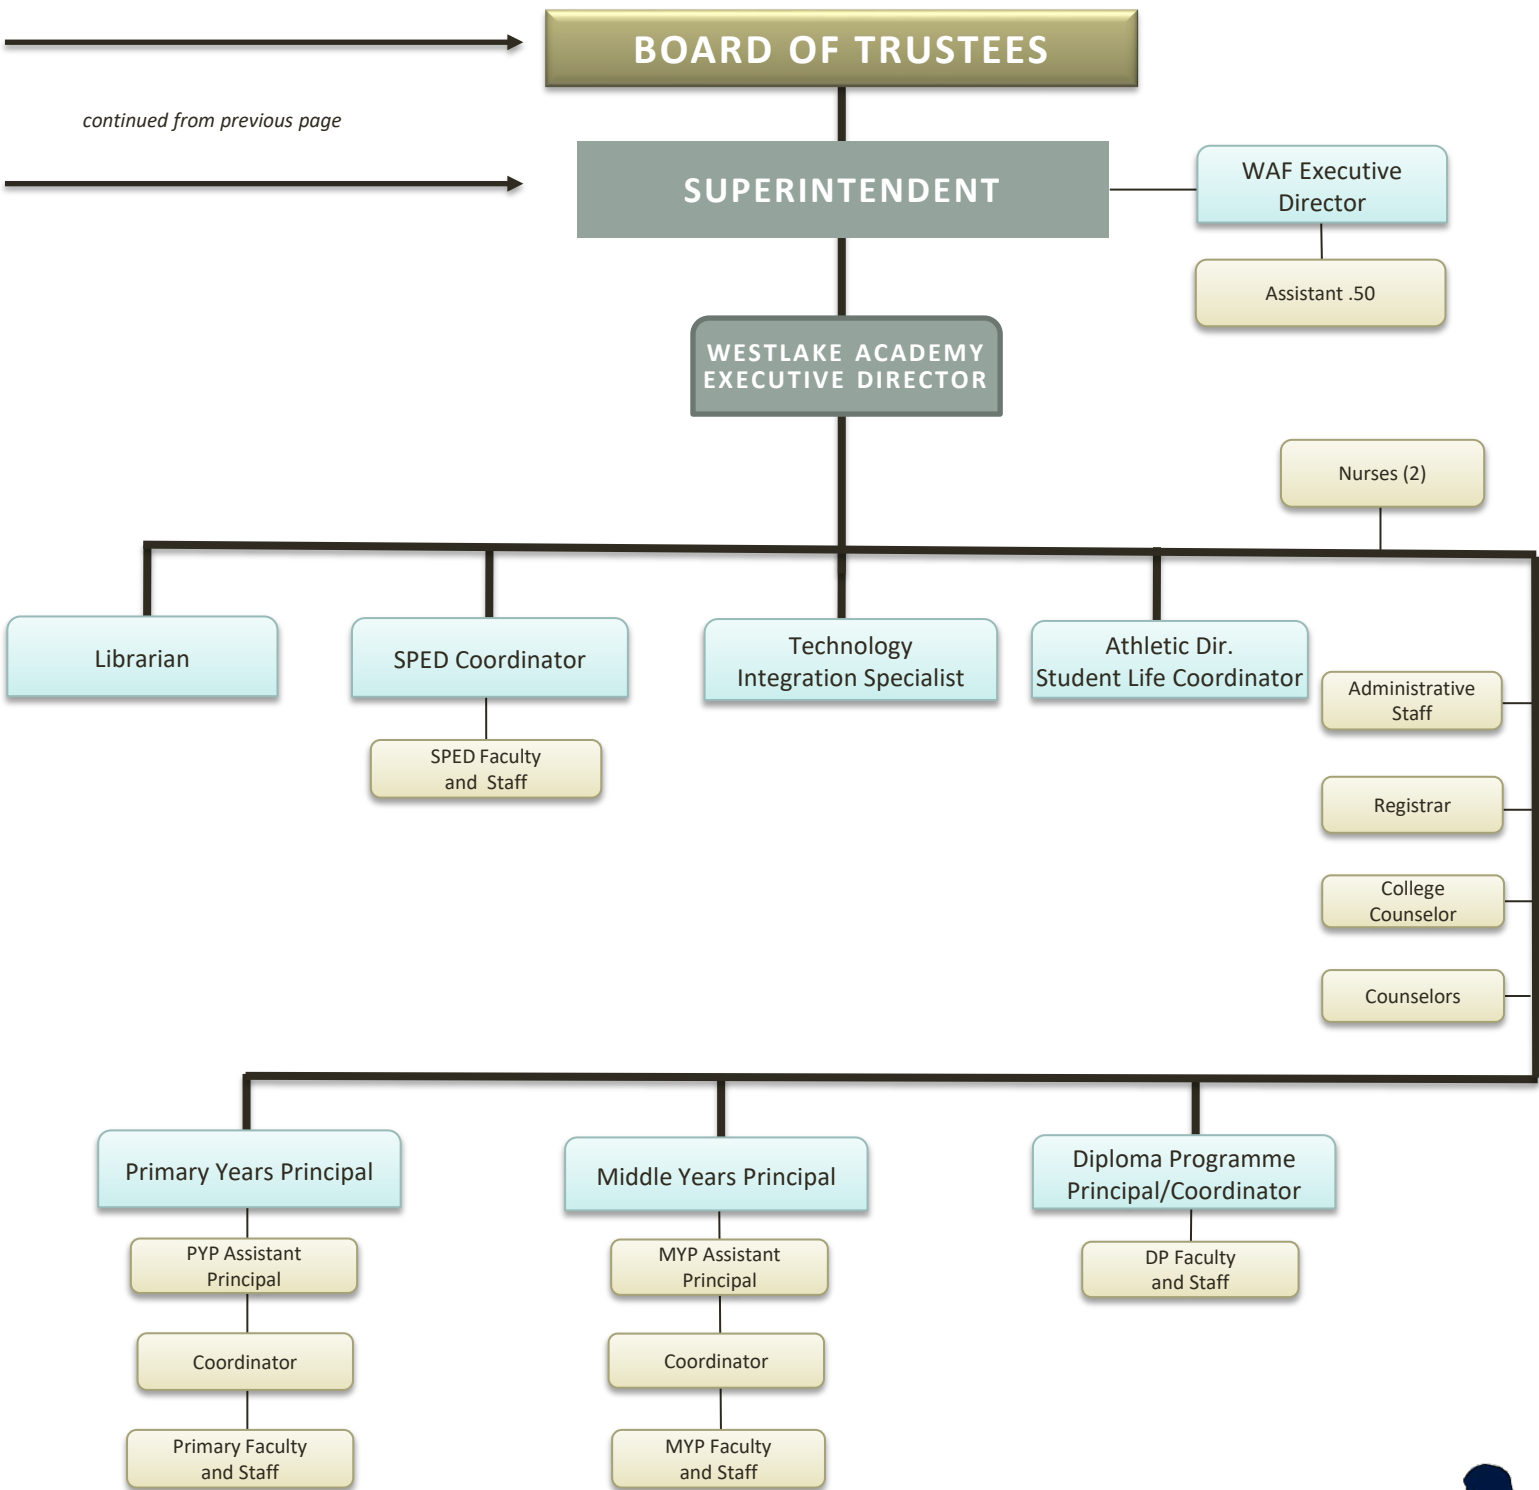 BOARD OF TRUSTEES
continued from previous page
SUPERINTENDENT
WAF Executive
Director
Assistant .50
WESTLAKE ACADEMY
EXECUTIVE DIRECTOR
Nurses (2)
Librarian
SPED Coordinator
Technology
Integration Specialist
Athletic Dir.
Student Life Coordinator
SPED Faculty
and Staff
Administrative
Staff
Registrar
College
Counselor
Counselors
Primary Years Principal
Middle Years Principal
Diploma Programme
Principal/Coordinator
PYP Assistant
Principal
MYP Assistant
Principal
DP Faculty
and Staff
Coordinator
Coordinator
Primary Faculty
and Staff
MYP Faculty
and Staff